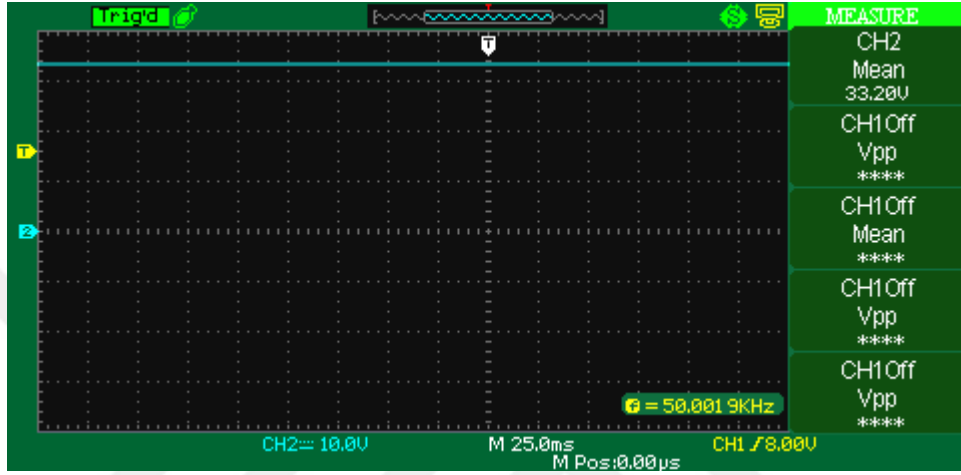 Trig'd
T
S
MEASURE
CH2
Mean
33.20V
CH1Off
Vpp
****
CH1Off
Mean
****
CH1Off
Vpp
****
CH1Off
Vpp
****
T
2
f = 50.0019KHz
CH2 10.0V
M 25.0ms
CH1 8.00V
M Pos:0.00µs